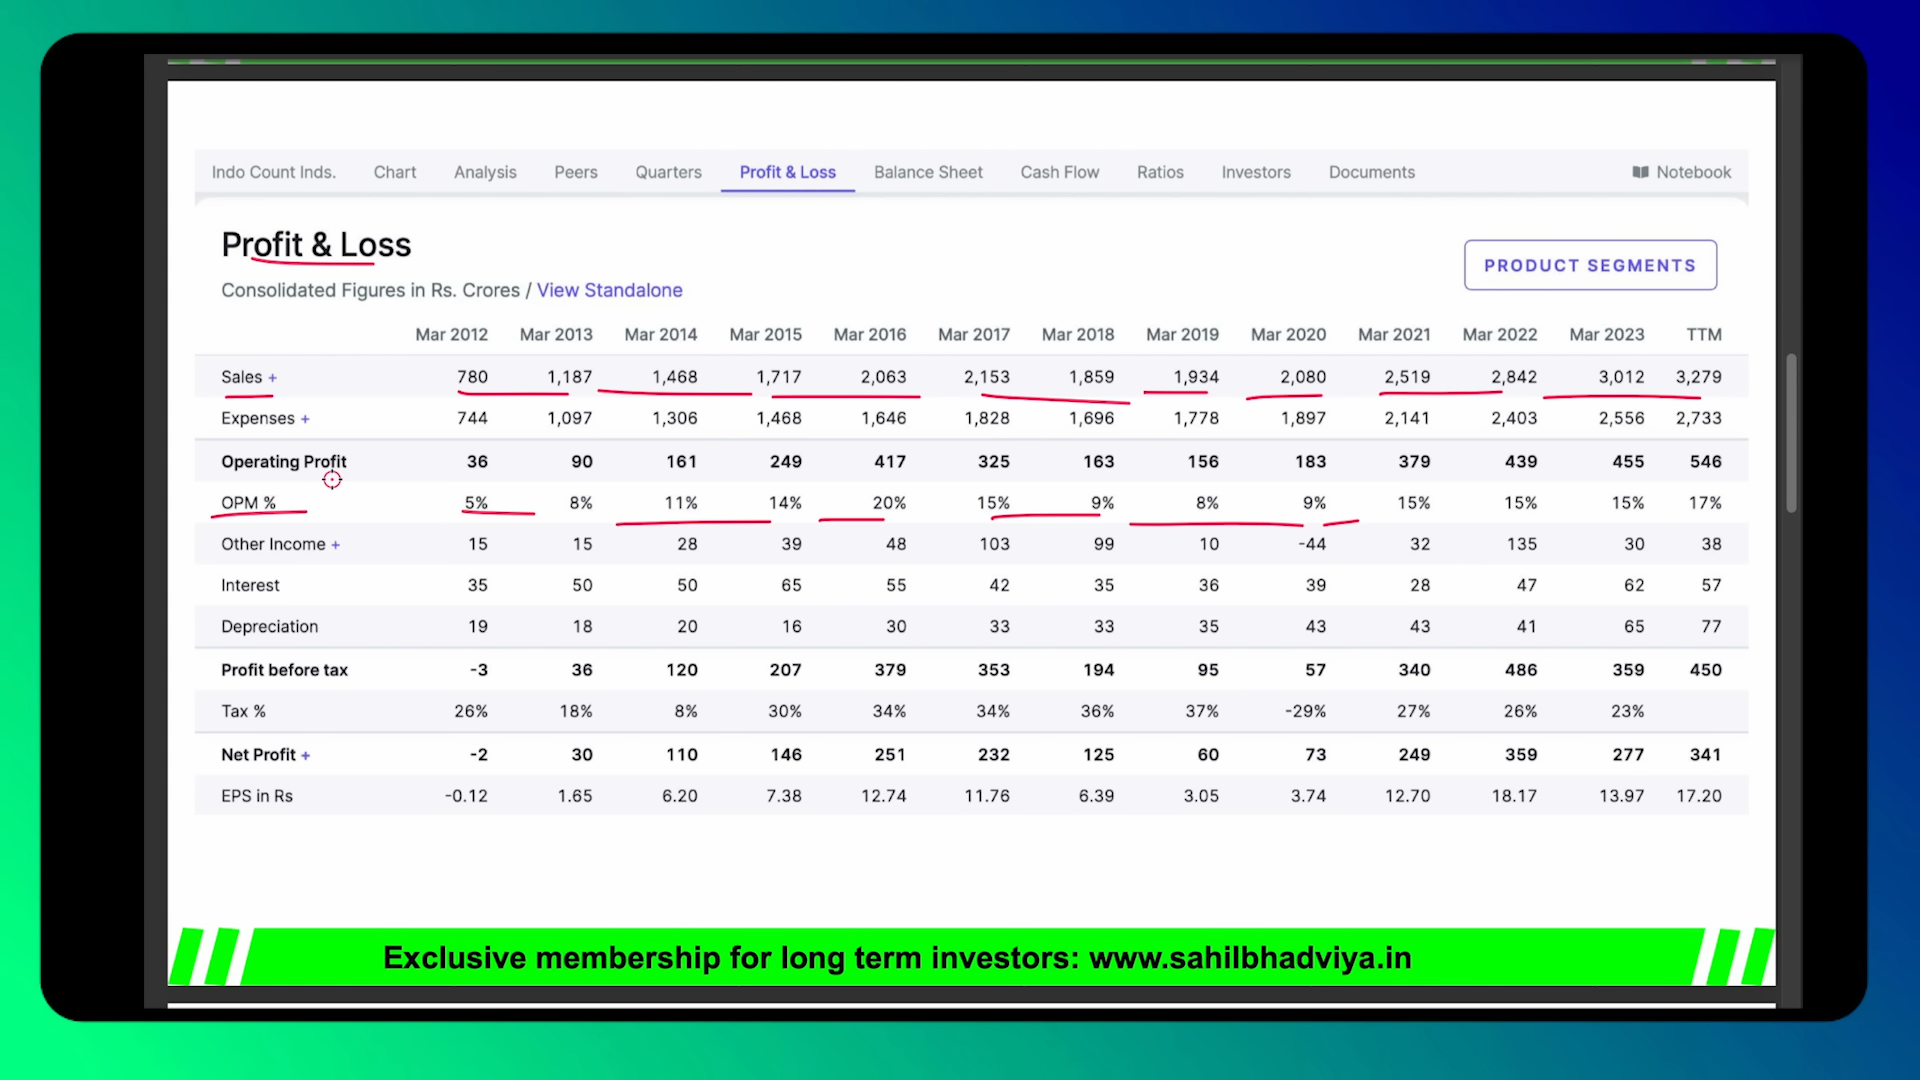 Indo Count Inds. Chart Analysis Peers Quarters Profit & Loss Balance Sheet Cash Flow Ratios Investors Documents Notebook
Profit & Loss
PRODUCT SEGMENTS
Consolidated Figures in Rs. Crores / View Standalone
Mar 2012 Mar 2013 Mar 2014 Mar 2015 Mar 2016 Mar 2017 Mar 2018 Mar 2019 Mar 2020 Mar 2021 Mar 2022 Mar 2023 TTM
Sales + 780 1,187 1,468 1,717 2,063 2,153 1,859 1,934 2,080 2,519 2,842 3,012 3,279
Expenses + 744 1,097 1,306 1,468 1,646 1,828 1,696 1,778 1,897 2,141 2,403 2,556 2,733
Operating Profit 36 90 161 249 417 325 163 156 183 379 439 455 546
OPM % 5% 8% 11% 14% 20% 15% 9% 8% 9% 15% 15% 15% 17%
Other Income + 15 15 28 39 48 103 99 10 -44 32 135 30 38
Interest 35 50 50 65 55 42 35 36 39 28 47 62 57
Depreciation 19 18 20 16 30 33 33 35 43 43 41 65 77
Profit before tax -3 36 120 207 379 353 194 95 57 340 486 359 450
Tax % 26% 18% 8% 30% 34% 34% 36% 37% -29% 27% 26% 23%
Net Profit + -2 30 110 146 251 232 125 60 73 249 359 277 341
EPS in Rs -0.12 1.65 6.20 7.38 12.74 11.76 6.39 3.05 3.74 12.70 18.17 13.97 17.20
Exclusive membership for long term investors: www.sahilbhadviya.in